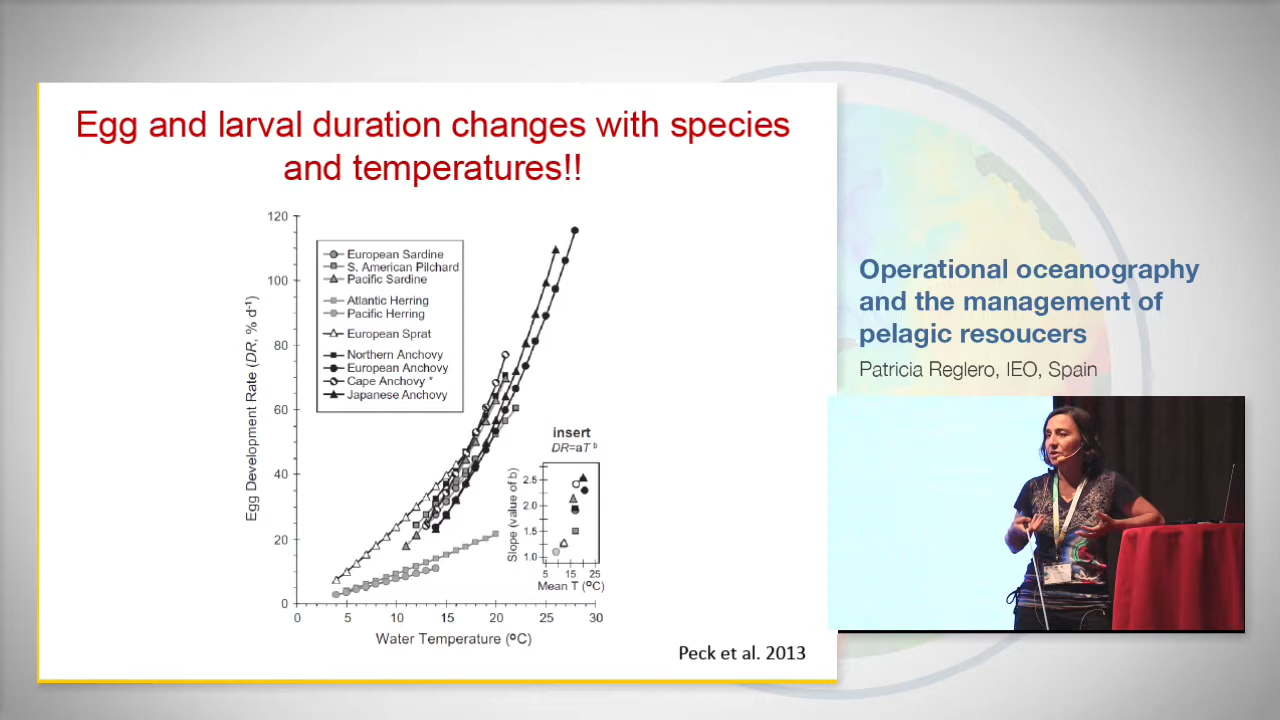 Egg and larval duration changes with species
and temperatures!!
120
100
80
60
40
20
0
Egg Development Rate (DR, % d⁻¹)
European Sardine
S. American Pilchard
Pacific Sardine
Atlantic Herring
Pacific Herring
European Sprat
Northern Anchovy
European Anchovy
Cape Anchovy *
Japanese Anchovy
insert
DR=aT b
Slope (value of b)
2.5
2.0
1.5
1.0
5 15 25
Mean T (ºC)
0 5 10 15 20 25 30
Water Temperature (ºC)
Peck et al. 2013
Operational oceanography
and the management of
pelagic resoucers
Patricia Reglero, IEO, Spain